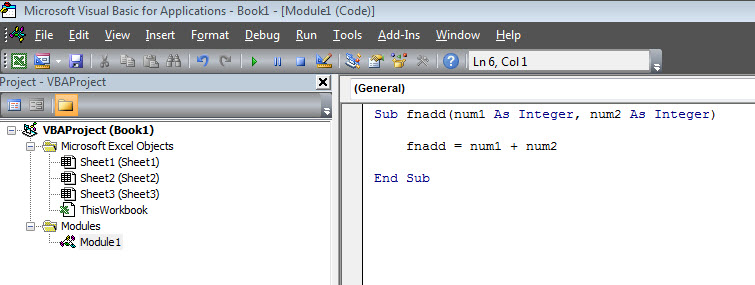 Microsoft Visual Basic for Applications - Book1 - [Module1 (Code)]
File Edit View Insert Format Debug Run Tools Add-Ins Window Help
Ln 6, Col 1
Project - VBAProject
(General)
VBAProject (Book1)
Microsoft Excel Objects
Sheet1 (Sheet1)
Sheet2 (Sheet2)
Sheet3 (Sheet3)
ThisWorkbook
Modules
Module1
Sub fnadd(num1 As Integer, num2 As Integer)
fnadd = num1 + num2
End Sub